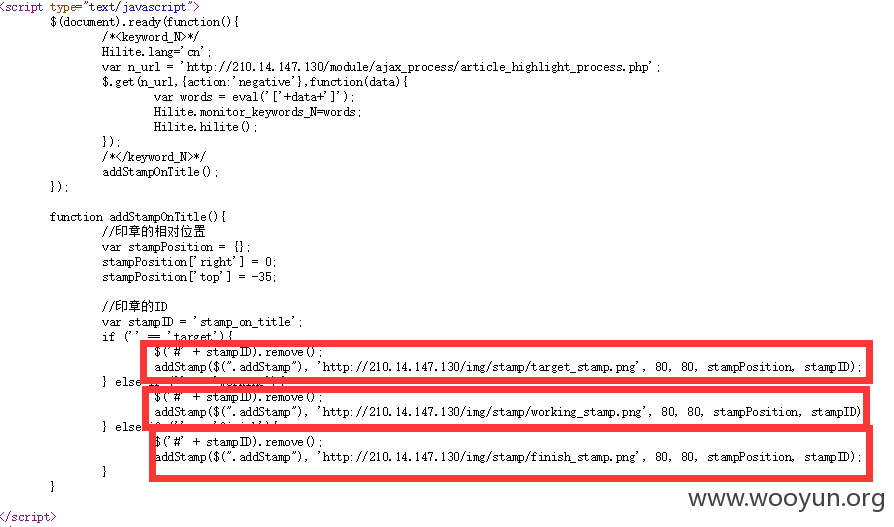 <script type="text/javascript">
$(document).ready(function(){
/*<keyword_N>*/
Hilite.lang='cn';
var n_url = 'http://210.14.147.130/module/ajax_process/article_highlight_process.php';
$.get(n_url,{action:'negative'},function(data){
var words = eval('['+data+']');
Hilite.monitor_keywords_N=words;
Hilite.hilite();
});
/*</keyword_N>*/
addStampOnTitle();
});
function addStampOnTitle(){
//印章的相对位置
var stampPosition = {};
stampPosition['right'] = 0;
stampPosition['top'] = -35;
//印章的ID
var stampID = 'stamp_on_title';
if ('' == 'target'){
$('#' + stampID).remove();
addStamp($(".addStamp"), 'http://210.14.147.130/img/stamp/target_stamp.png', 80, 80, stampPosition, stampID);
} else
$('#' + stampID).remove();
addStamp($(".addStamp"), 'http://210.14.147.130/img/stamp/working_stamp.png', 80, 80, stampPosition, stampID)
} else
$('#' + stampID).remove();
addStamp($(".addStamp"), 'http://210.14.147.130/img/stamp/finish_stamp.png', 80, 80, stampPosition, stampID);
}
}
www.wooyun.org
</script>